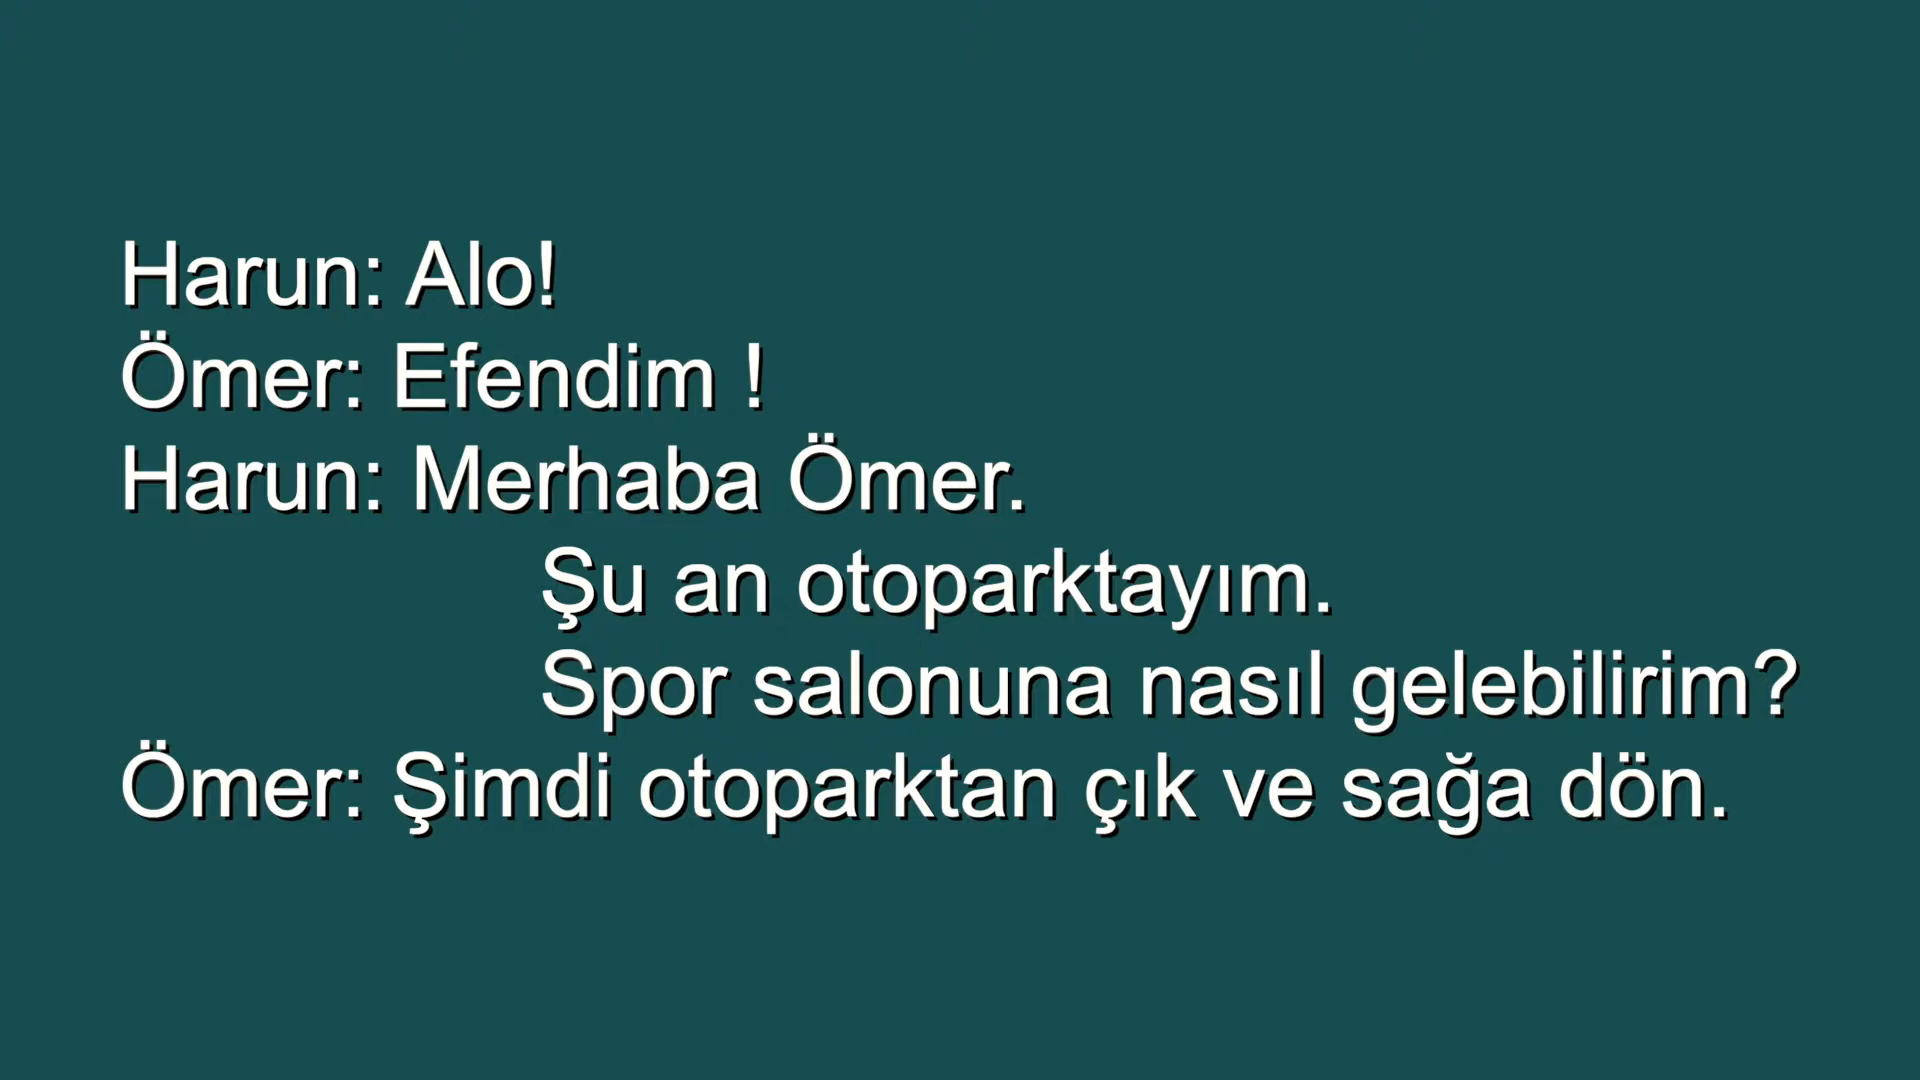 Harun: Alo!
Ömer: Efendim !
Harun: Merhaba Ömer.
Şu an otoparktayım.
Spor salonuna nasıl gelebilirim?
Ömer: Şimdi otoparktan çık ve sağa dön.